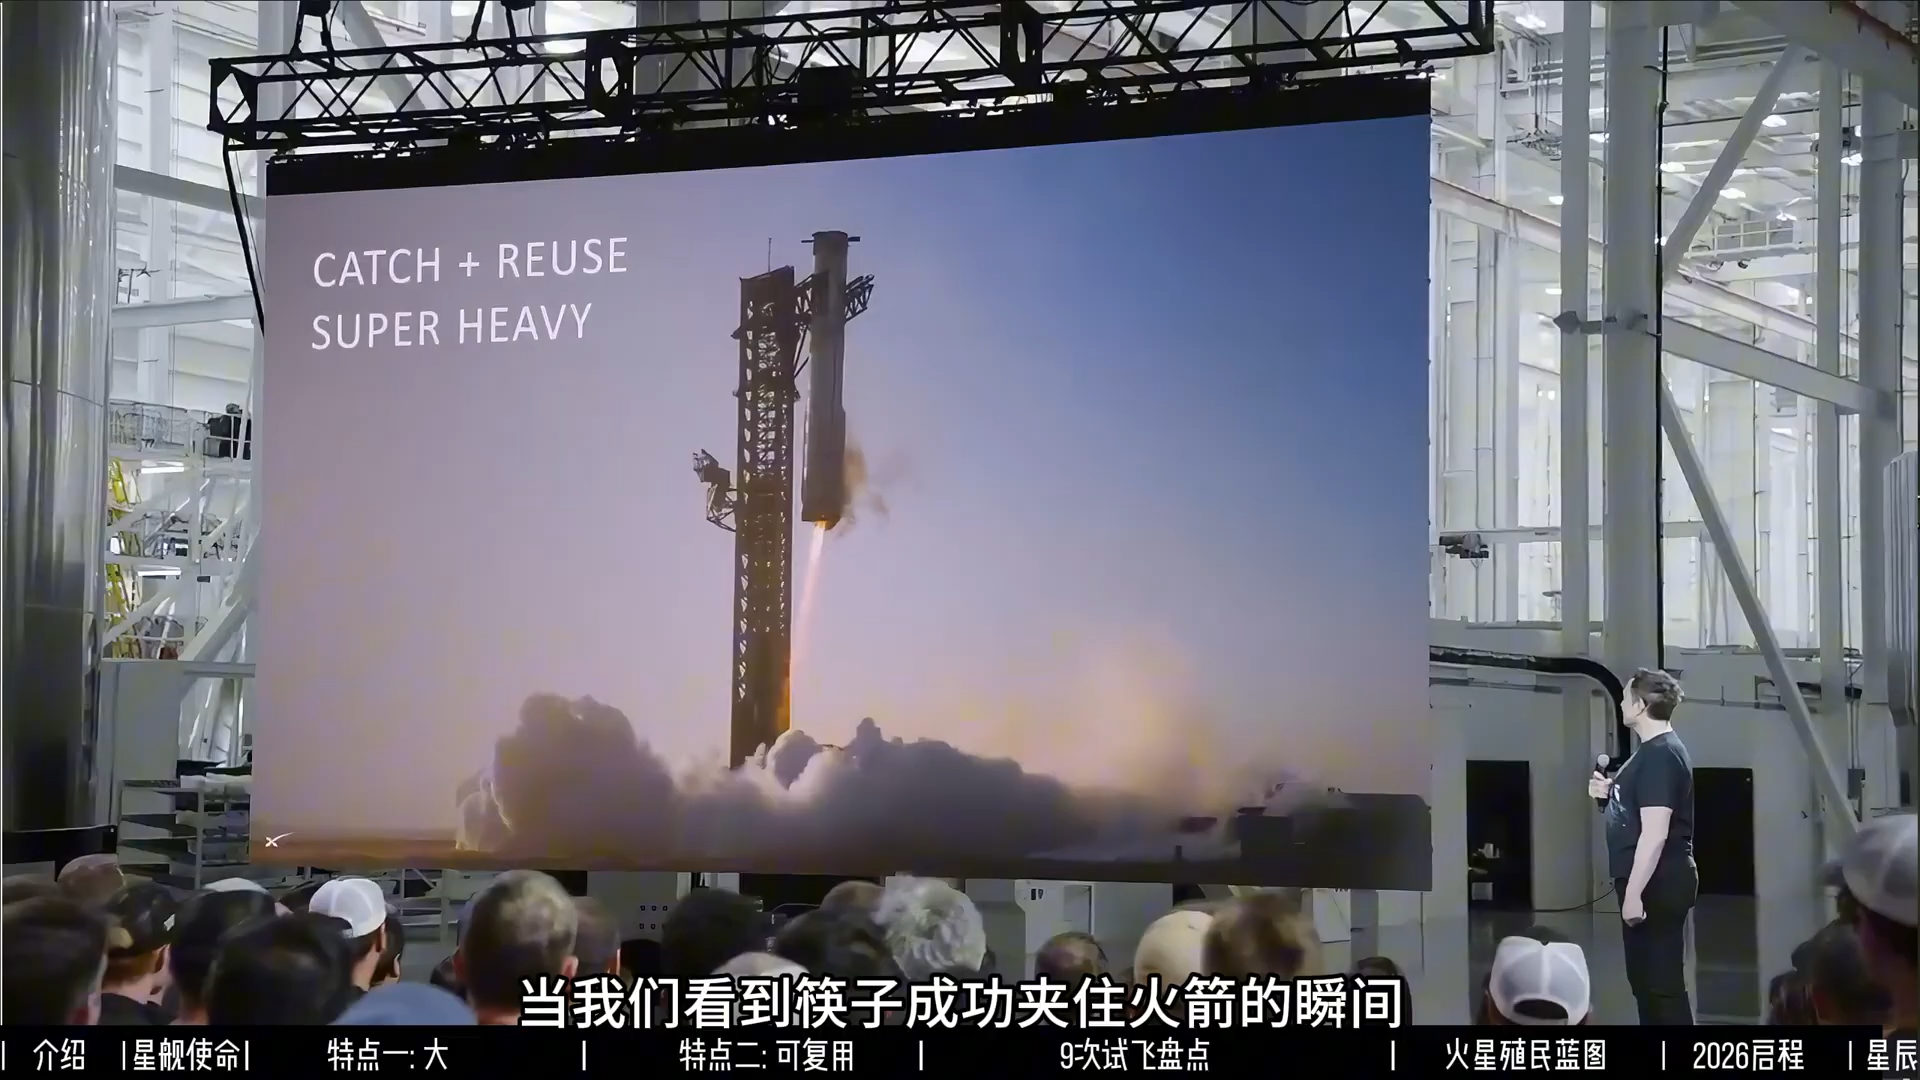 CATCH + REUSE
SUPER HEAVY
当我们看到筷子成功夹住火箭的瞬间
介绍 |星舰使命| 特点一: 大 | 特点二: 可复用 | 9次试飞盘点 | 火星殖民蓝图 | 2026启程 | 星辰